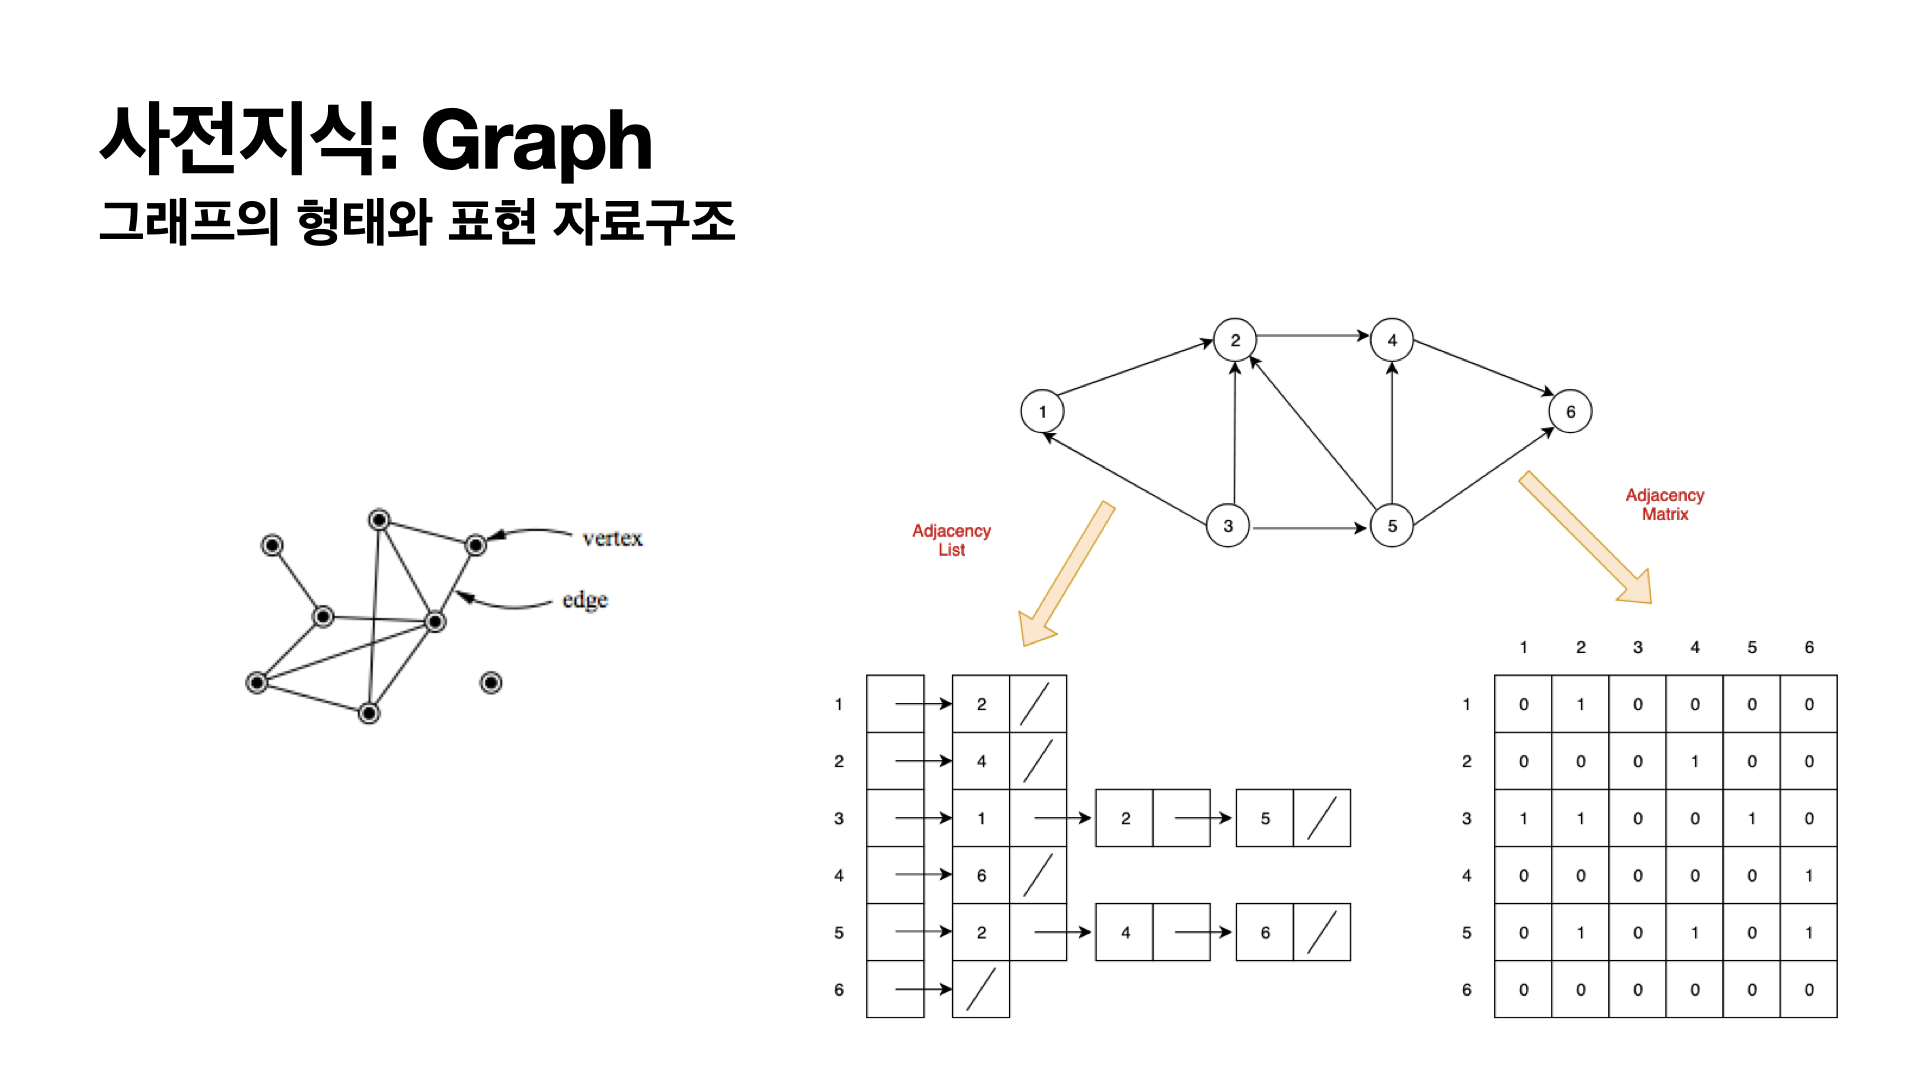 사전지식: Graph
그래프의 형태와 표현 자료구조
vertex
edge
2
4
1
6
3
5
Adjacency
List
Adjacency
Matrix
1 2
2 4
3 1 2 5
4 6
5 2 4 6
6
1 2 3 4 5 6
1 0 1 0 0 0 0
2 0 0 0 1 0 0
3 1 1 0 0 1 0
4 0 0 0 0 0 1
5 0 1 0 1 0 1
6 0 0 0 0 0 0